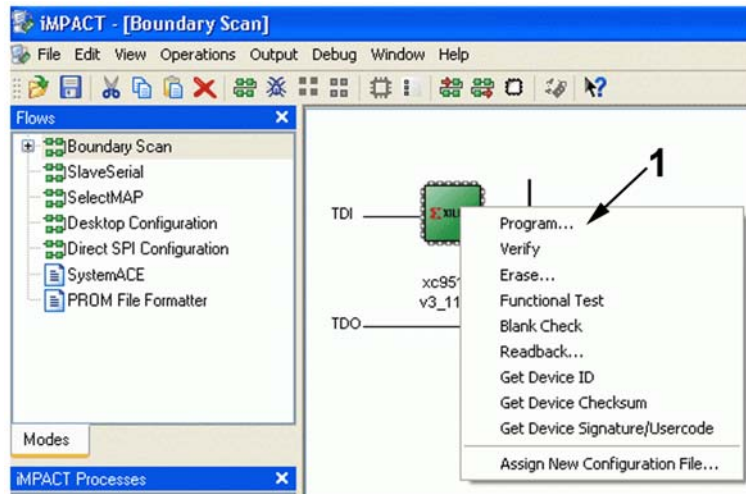 iMPACT - [Boundary Scan]
File Edit View Operations Output Debug Window Help
Flows
Boundary Scan
SlaveSerial
SelectMAP
Desktop Configuration
Direct SPI Configuration
SystemACE
PROM File Formatter
Modes
iMPACT Processes
TDI
xc951
v3_11
TDO
1
Program...
Verify
Erase...
Functional Test
Blank Check
Readback...
Get Device ID
Get Device Checksum
Get Device Signature/Usercode
Assign New Configuration File...